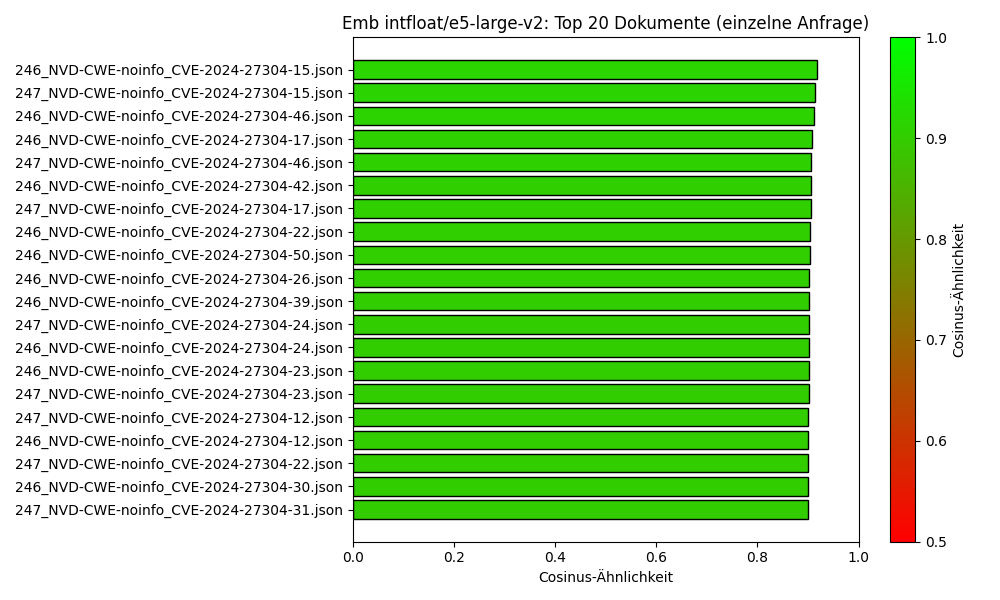 Emb intfloat/e5-large-v2: Top 20 Dokumente (einzelne Anfrage)
246_NVD-CWE-noinfo_CVE-2024-27304-15.json
247_NVD-CWE-noinfo_CVE-2024-27304-15.json
246_NVD-CWE-noinfo_CVE-2024-27304-46.json
246_NVD-CWE-noinfo_CVE-2024-27304-17.json
247_NVD-CWE-noinfo_CVE-2024-27304-46.json
246_NVD-CWE-noinfo_CVE-2024-27304-42.json
247_NVD-CWE-noinfo_CVE-2024-27304-17.json
246_NVD-CWE-noinfo_CVE-2024-27304-22.json
246_NVD-CWE-noinfo_CVE-2024-27304-50.json
246_NVD-CWE-noinfo_CVE-2024-27304-26.json
246_NVD-CWE-noinfo_CVE-2024-27304-39.json
247_NVD-CWE-noinfo_CVE-2024-27304-24.json
246_NVD-CWE-noinfo_CVE-2024-27304-24.json
246_NVD-CWE-noinfo_CVE-2024-27304-23.json
247_NVD-CWE-noinfo_CVE-2024-27304-23.json
247_NVD-CWE-noinfo_CVE-2024-27304-12.json
246_NVD-CWE-noinfo_CVE-2024-27304-12.json
247_NVD-CWE-noinfo_CVE-2024-27304-22.json
246_NVD-CWE-noinfo_CVE-2024-27304-30.json
247_NVD-CWE-noinfo_CVE-2024-27304-31.json
0.0 0.2 0.4 0.6 0.8 1.0
Cosinus-Ähnlichkeit
1.0
0.9
0.8
0.7
0.6
0.5
Cosinus-Ähnlichkeit